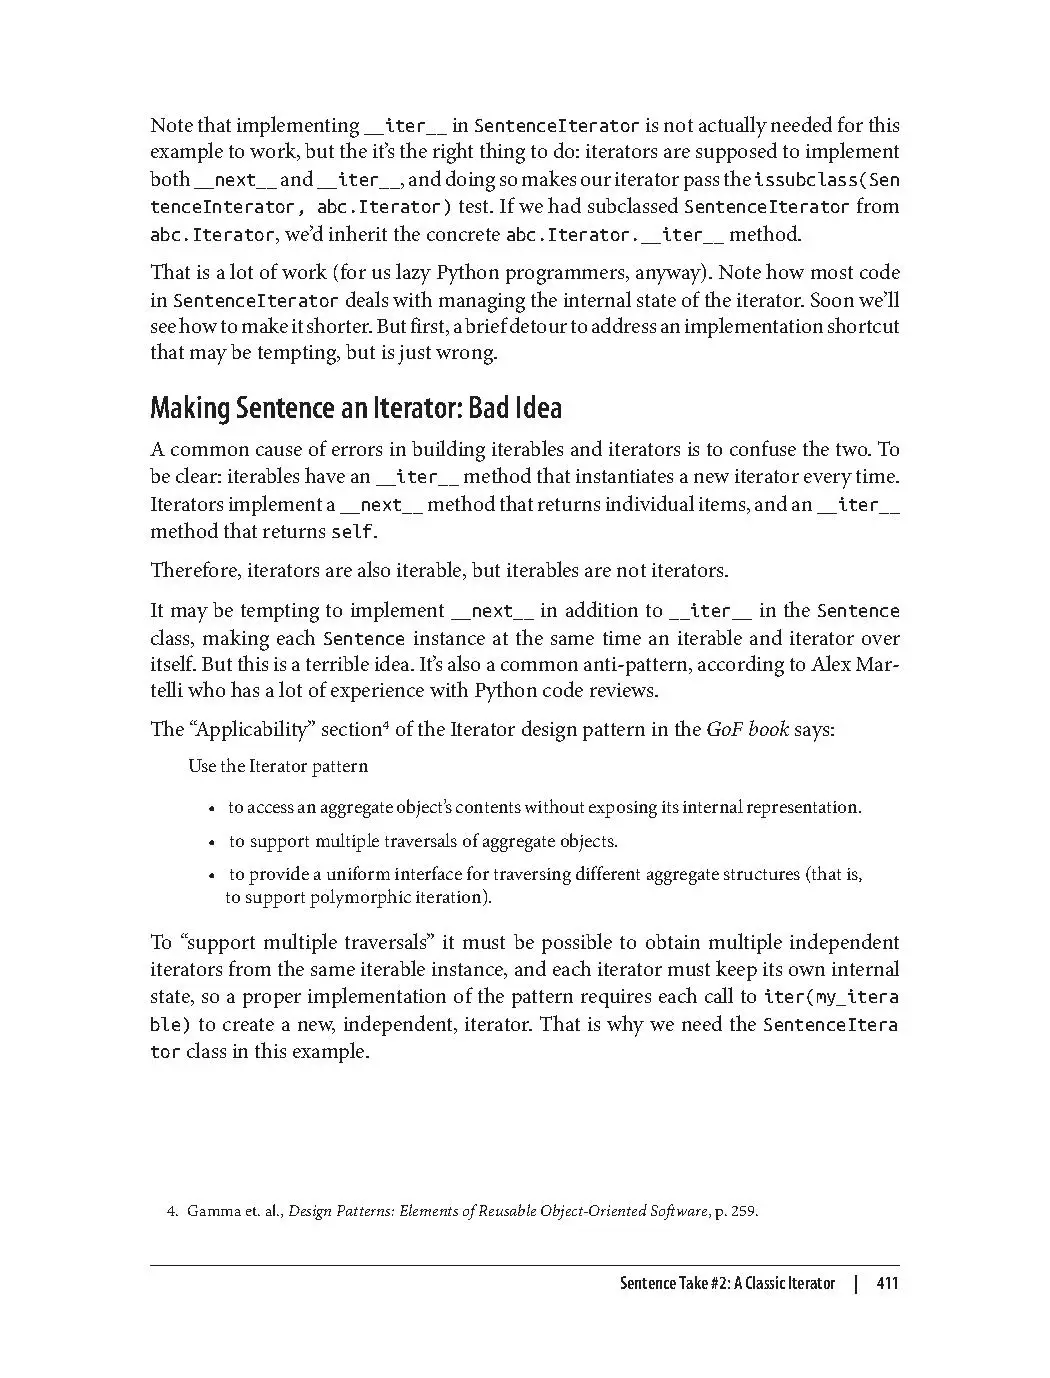 Note that implementing __iter__ in SentenceIterator is not actually needed for this
example to work, but the it’s the right thing to do: iterators are supposed to implement
both __next__ and __iter__, and doing so makes our iterator pass the issubclass(Sen
tenceInterator, abc.Iterator) test. If we had subclassed SentenceIterator from
abc.Iterator, we’d inherit the concrete abc.Iterator.__iter__ method.
That is a lot of work (for us lazy Python programmers, anyway). Note how most code
in SentenceIterator deals with managing the internal state of the iterator. Soon we’ll
see how to make it shorter. But first, a brief detour to address an implementation shortcut
that may be tempting, but is just wrong.
Making Sentence an Iterator: Bad Idea
A common cause of errors in building iterables and iterators is to confuse the two. To
be clear: iterables have an __iter__ method that instantiates a new iterator every time.
Iterators implement a __next__ method that returns individual items, and an __iter__
method that returns self.
Therefore, iterators are also iterable, but iterables are not iterators.
It may be tempting to implement __next__ in addition to __iter__ in the Sentence
class, making each Sentence instance at the same time an iterable and iterator over
itself. But this is a terrible idea. It’s also a common anti-pattern, according to Alex Mar-
telli who has a lot of experience with Python code reviews.
The “Applicability” section⁴ of the Iterator design pattern in the GoF book says:
Use the Iterator pattern
• to access an aggregate object’s contents without exposing its internal representation.
• to support multiple traversals of aggregate objects.
• to provide a uniform interface for traversing different aggregate structures (that is,
to support polymorphic iteration).
To “support multiple traversals” it must be possible to obtain multiple independent
iterators from the same iterable instance, and each iterator must keep its own internal
state, so a proper implementation of the pattern requires each call to iter(my_itera
ble) to create a new, independent, iterator. That is why we need the SentenceItera
tor class in this example.
4. Gamma et. al., Design Patterns: Elements of Reusable Object-Oriented Software, p. 259.
Sentence Take #2: A Classic Iterator | 411